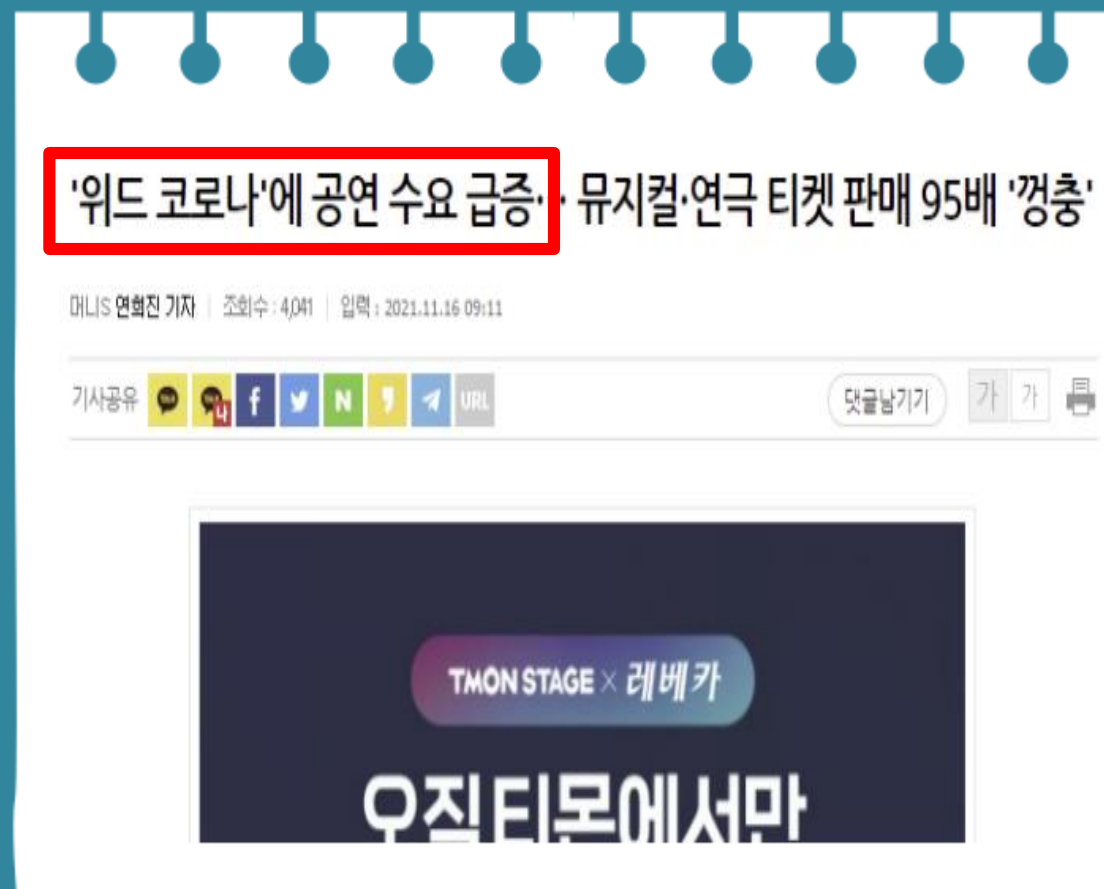 '위드 코로나'에 공연 수요 급증… 뮤지컬·연극 티켓 판매 95배 '껑충'
머니S 연희진 기자 | 조회수 : 4,041 | 입력 : 2021.11.16 09:11
기사공유 f N URL 댓글남기기 가 가
TMON STAGE × 레베카
오직 티몬에서만